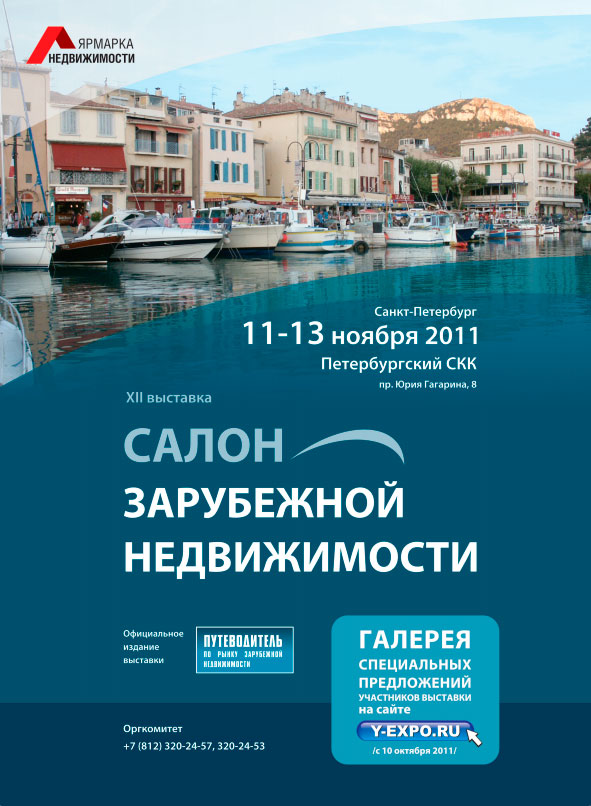 ЯРМАРКА
НЕДВИЖИМОСТИ
Санкт-Петербург
11-13 ноября 2011
Петербургский СКК
пр. Юрия Гагарина, 8
XII выставка
САЛОН
ЗАРУБЕЖНОЙ
НЕДВИЖИМОСТИ
Официальное
издание
выставки
ПУТЕВОДИТЕЛЬ
ПО РЫНКУ ЗАРУБЕЖНОЙ
НЕДВИЖИМОСТИ
ГАЛЕРЕЯ
СПЕЦИАЛЬНЫХ
ПРЕДЛОЖЕНИЙ
УЧАСТНИКОВ ВЫСТАВКИ
на сайте
Y-EXPO.RU
/с 10 октября 2011/
Оргкомитет
+7 (812) 320-24-57, 320-24-53